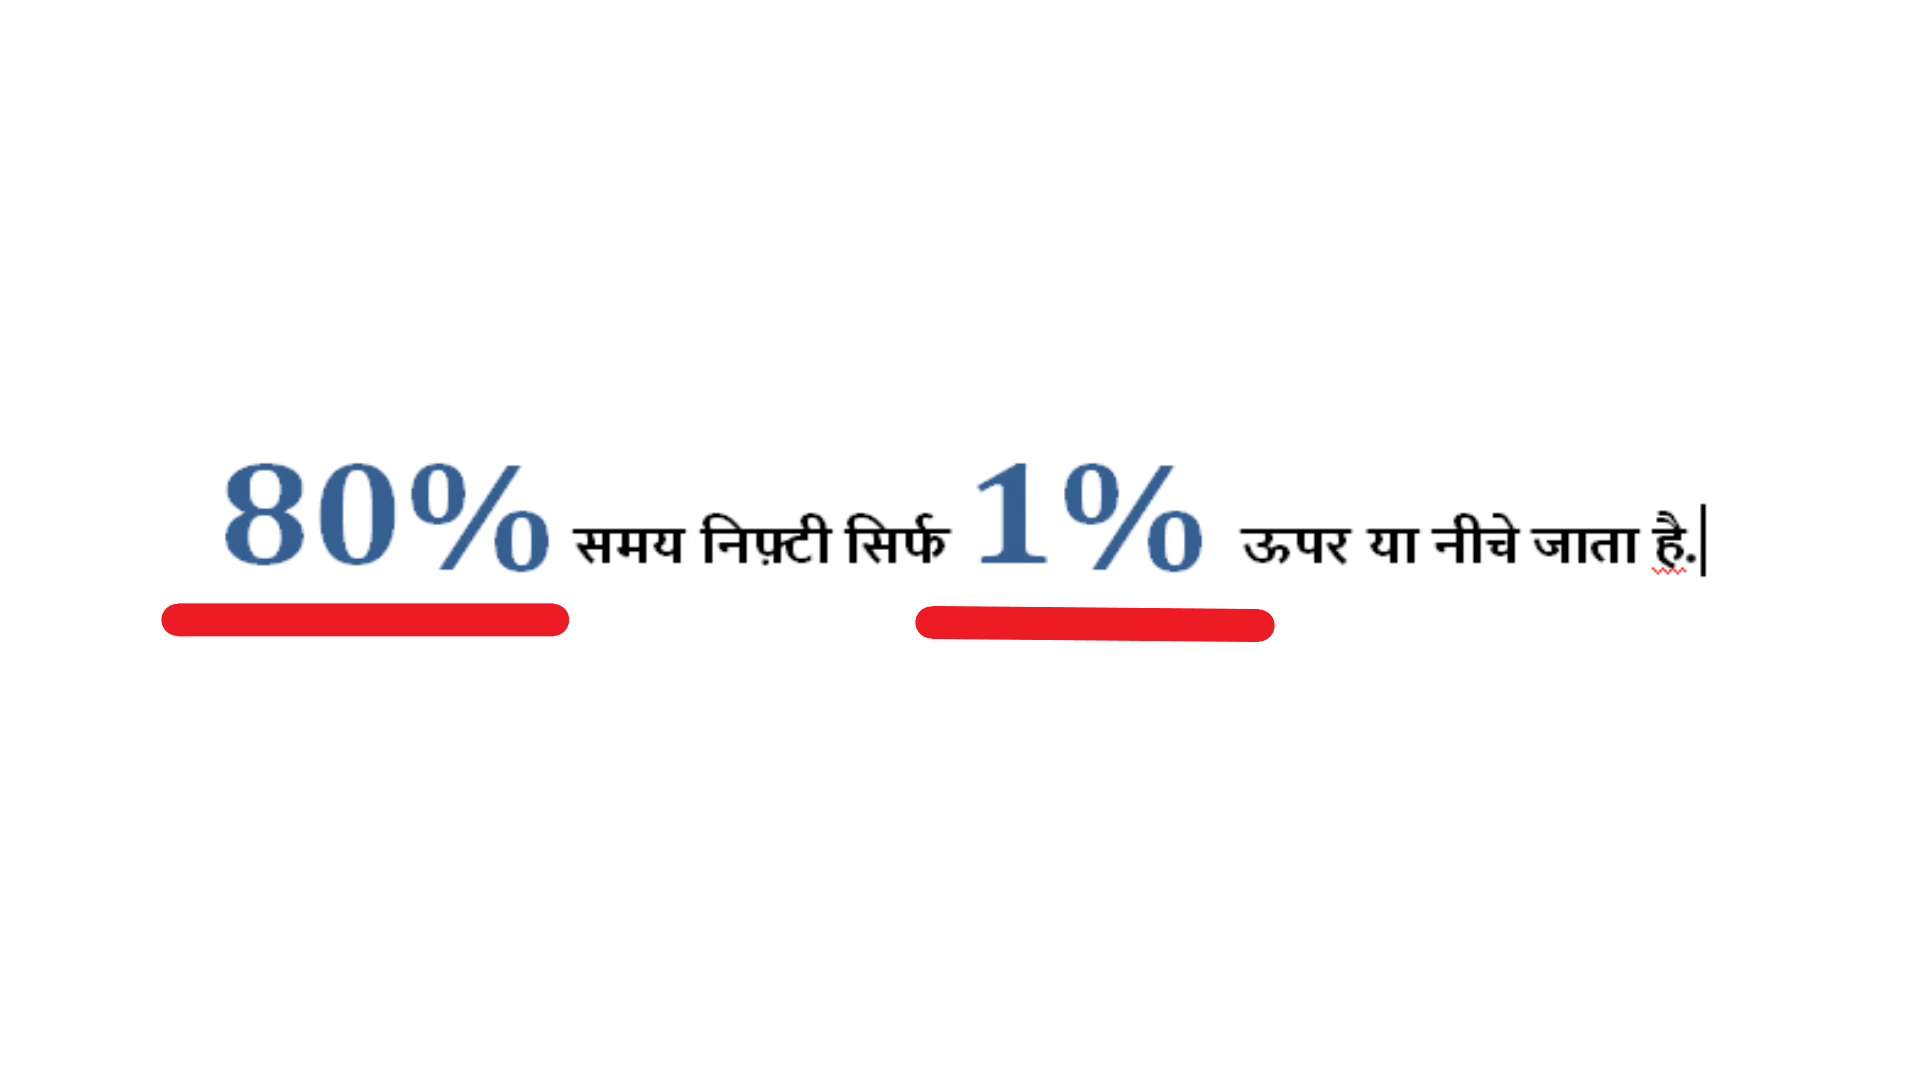 80% समय निफ़्टी सिर्फ 1% ऊपर या नीचे जाता है.